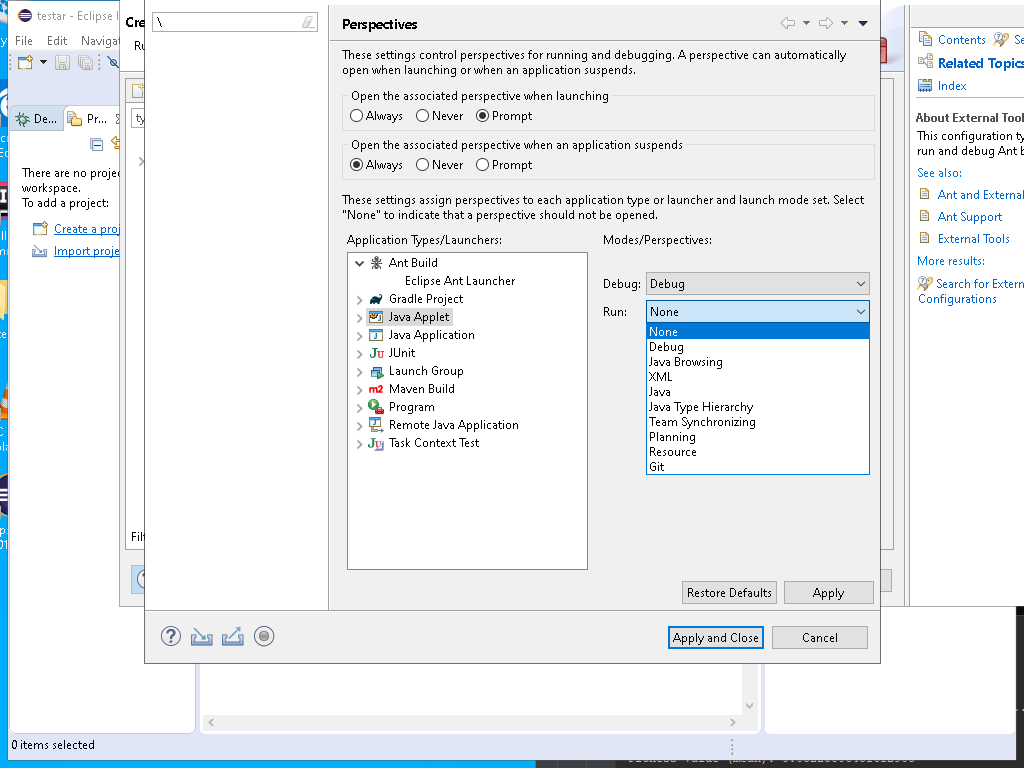 testar - Eclipse I
File Edit Navigat
De...
Pr...
There are no proje
workspace.
To add a project:
Create a proj
Import proje
Cre
Ru
ty
\
Perspectives
These settings control perspectives for running and debugging. A perspective can automatically
open when launching or when an application suspends.
Open the associated perspective when launching
Always Never Prompt
Open the associated perspective when an application suspends
Always Never Prompt
These settings assign perspectives to each application type or launcher and launch mode set. Select
"None" to indicate that a perspective should not be opened.
Application Types/Launchers:
Modes/Perspectives:
Ant Build
Eclipse Ant Launcher
Gradle Project
Java Applet
Java Application
JUnit
Launch Group
Maven Build
Program
Remote Java Application
Task Context Test
Debug: Debug
Run: None
None
Debug
Java Browsing
XML
Java
Java Type Hierarchy
Team Synchronizing
Planning
Resource
Git
Filt
Restore Defaults
Apply
Apply and Close
Cancel
Contents
Se
Related Topics
Index
About External Tool
This configuration ty
run and debug Ant b
See also:
Ant and External
Ant Support
External Tools
More results:
Search for Extern
Configurations
0 items selected